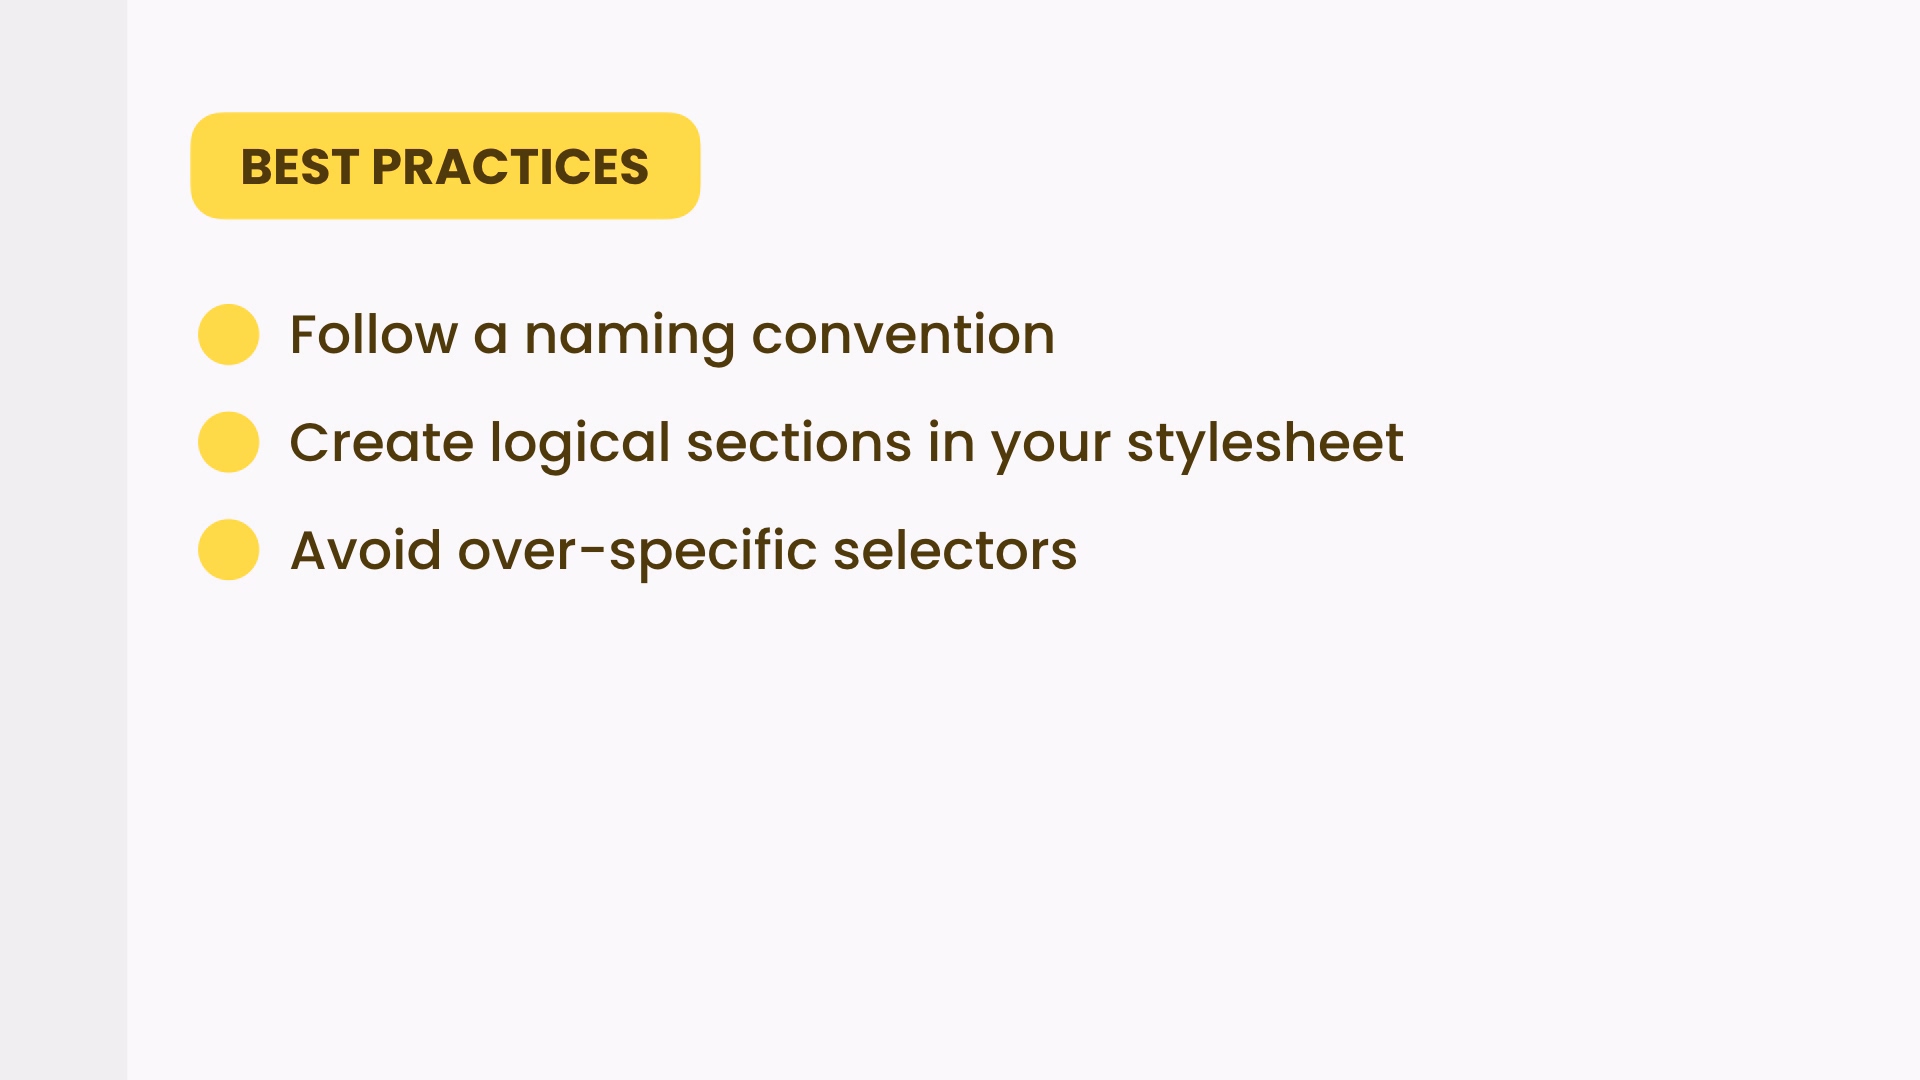 BEST PRACTICES
Follow a naming convention
Create logical sections in your stylesheet
Avoid over-specific selectors